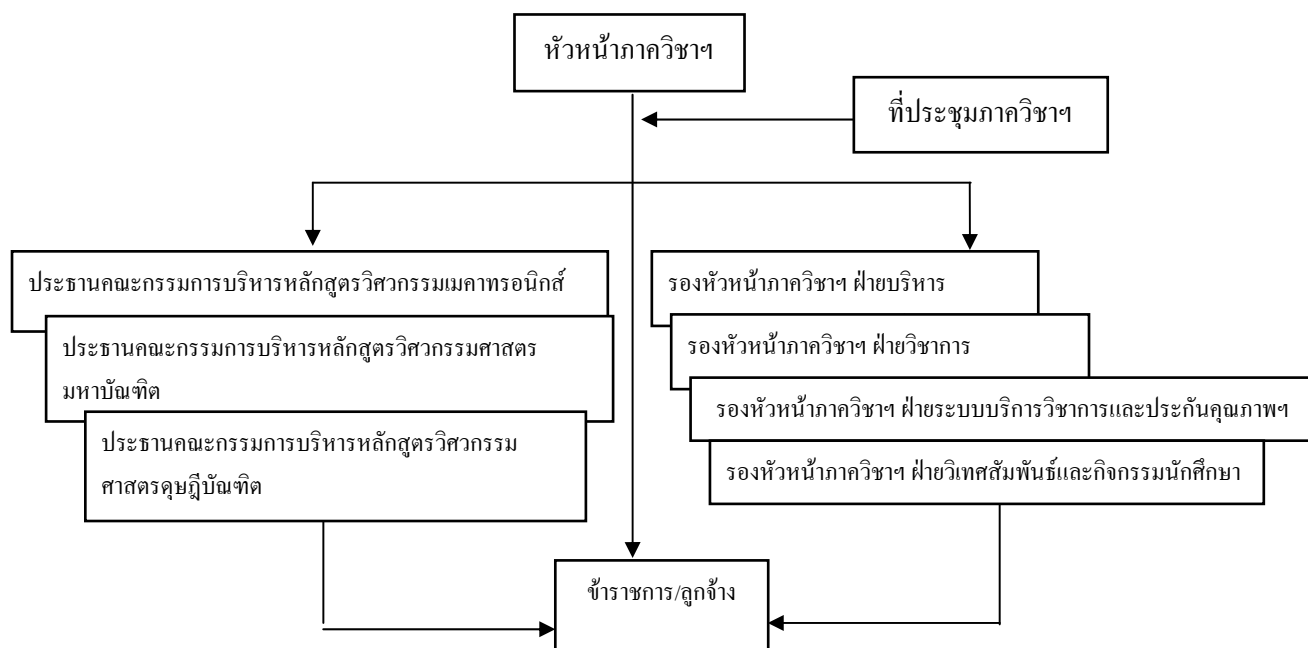 หัวหน้าภาควิชาฯ
ที่ประชุมภาควิชาฯ
ประธานคณะกรรมการบริหารหลักสูตรวิศวกรรมเมคาทรอนิกส์
ประธานคณะกรรมการบริหารหลักสูตรวิศวกรรมศาสตร
มหาบัณฑิต
ประธานคณะกรรมการบริหารหลักสูตรวิศวกรรม
ศาสตรดุษฎีบัณฑิต
รองหัวหน้าภาควิชาฯ ฝ่ายบริหาร
รองหัวหน้าภาควิชาฯ ฝ่ายวิชาการ
รองหัวหน้าภาควิชาฯ ฝ่ายระบบบริการวิชาการและประกันคุณภาพฯ
รองหัวหน้าภาควิชาฯ ฝ่ายวิเทศสัมพันธ์และกิจกรรมนักศึกษา
ข้าราชการ/ลูกจ้าง